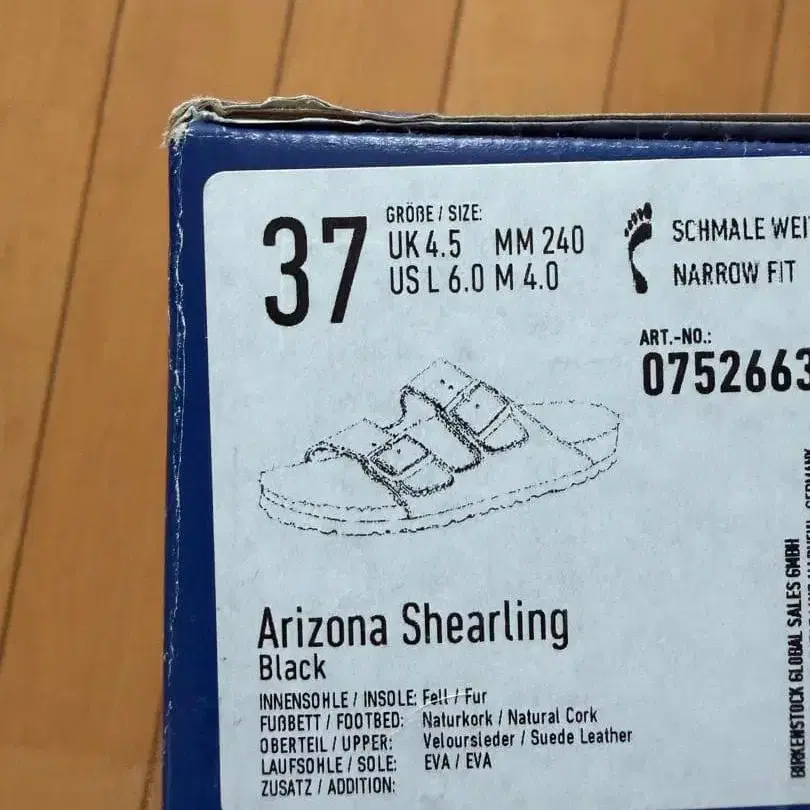 37
GRÖßE / SIZE:
UK 4.5 MM 240
US L 6.0 M 4.0
SCHMALE WEI
NARROW FIT
ART.-NO.:
0752663
Arizona Shearling
Black
INNENSOHLE / INSOLE: Fell / Fur
FUßBETT / FOOTBED: Naturkork / Natural Cork
OBERTEIL / UPPER: Veloursleder / Suede Leather
LAUFSOHLE / SOLE: EVA / EVA
ZUSATZ / ADDITION:
BIRKENSTOCK GLOBAL SALES GMBH
GERMANY